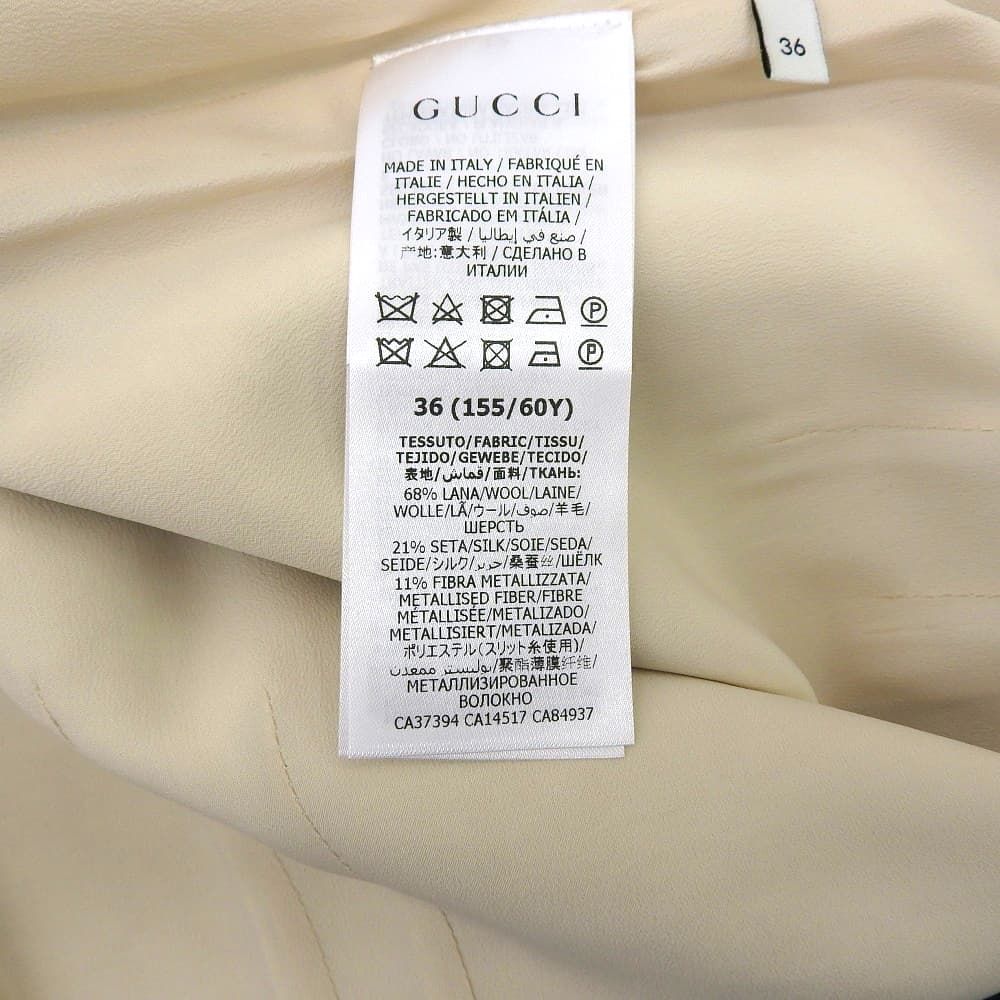 36
GUCCI
MADE IN ITALY / FABRIQUÉ EN
ITALIE / HECHO EN ITALIA /
HERGESTELLT IN ITALIEN /
FABRICADO EM ITÁLIA /
イタリア製 / صنع في إيطاليا /
产地:意大利 / СДЕЛАНО В
ИТАЛИИ
P
P
36 (155/60Y)
TESSUTO/FABRIC/TISSU/
TEJIDO/GEWEBE/TECIDO/
表地/قماش/面料/ТКАНЬ:
68% LANA/WOOL/LAINE/
WOLLE/LÃ/ウール/صوف/羊毛/
ШЕРСТЬ
21% SETA/SILK/SOIE/SEDA/
SEIDE/シルク/حرير/桑蚕丝/ШЁЛК
11% FIBRA METALLIZZATA/
METALLISED FIBER/FIBRE
MÉTALLISÉE/METALIZADO/
METALLISIERT/METALIZADA/
ポリエステル(スリット糸使用)/
بوليستر ممعدن/聚酯薄膜纤维/
МЕТАЛЛИЗИРОВАННОЕ
ВОЛОКНО
CA37394 CA14517 CA84937